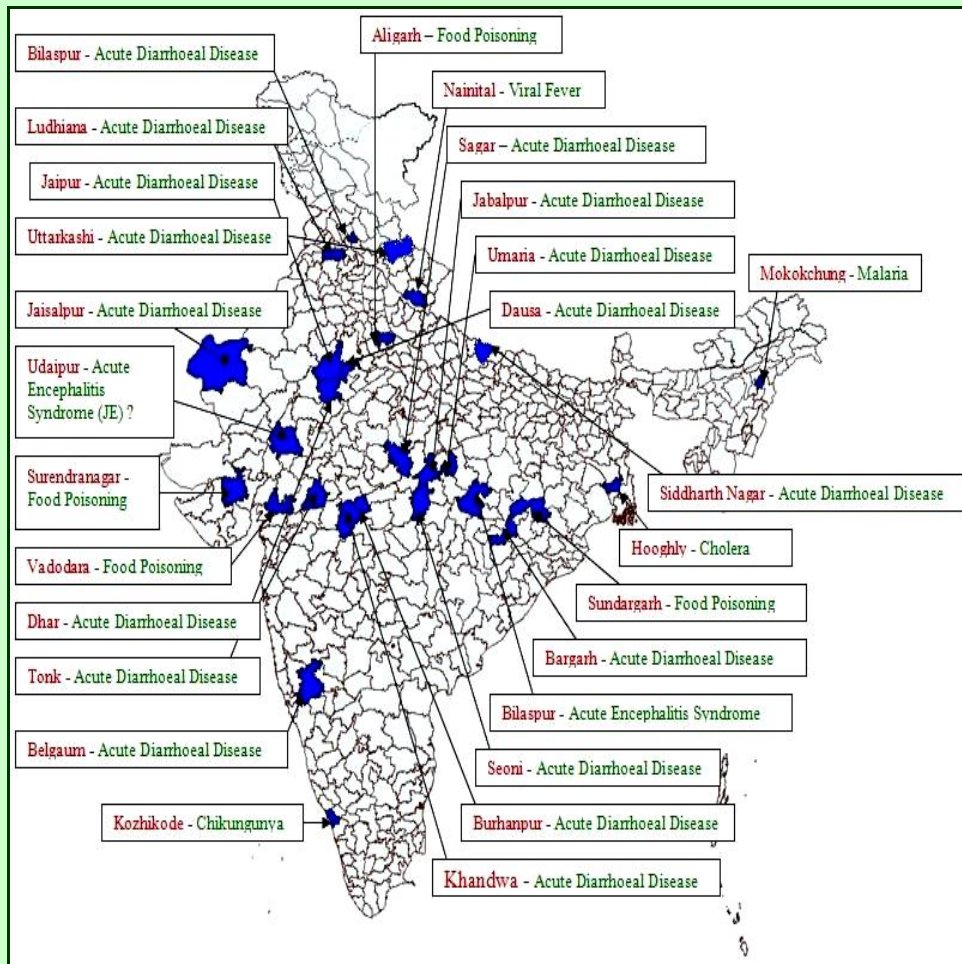 Bilaspur - Acute Diarrhoeal Disease
Aligarh – Food Poisoning
Nainital - Viral Fever
Ludhiana - Acute Diarrhoeal Disease
Sagar – Acute Diarrhoeal Disease
Jaipur - Acute Diarrhoeal Disease
Jabalpur - Acute Diarrhoeal Disease
Uttarkashi - Acute Diarrhoeal Disease
Umaria - Acute Diarrhoeal Disease
Mokokchung - Malaria
Jaisalpur - Acute Diarrhoeal Disease
Dausa - Acute Diarrhoeal Disease
Udaipur - Acute
Encephalitis
Syndrome (JE) ?
Surendranagar -
Food Poisoning
Siddharth Nagar - Acute Diarrhoeal Disease
Hooghly - Cholera
Vadodara - Food Poisoning
Sundargarh - Food Poisoning
Dhar - Acute Diarrhoeal Disease
Bargarh - Acute Diarrhoeal Disease
Tonk - Acute Diarrhoeal Disease
Bilaspur - Acute Encephalitis Syndrome
Belgaum - Acute Diarrhoeal Disease
Seoni - Acute Diarrhoeal Disease
Kozhikode - Chikungunya
Burhanpur - Acute Diarrhoeal Disease
Khandwa - Acute Diarrhoeal Disease